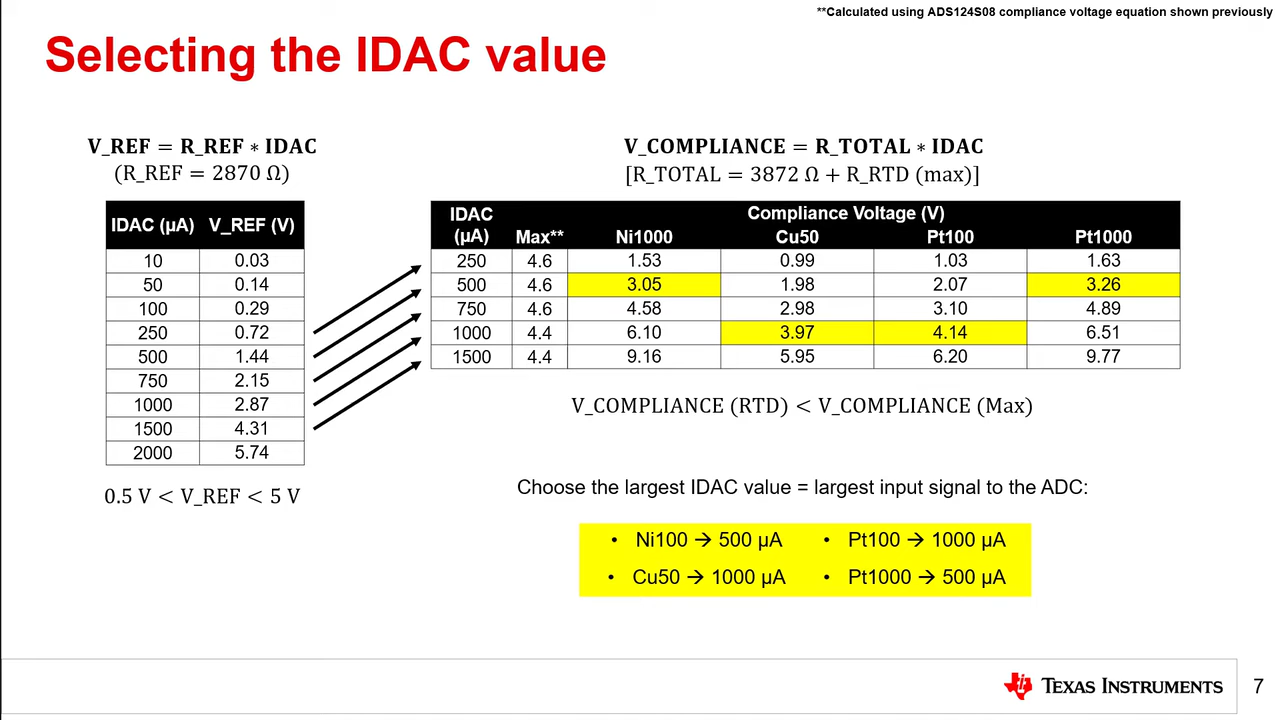 **Calculated using ADS124S08 compliance voltage equation shown previously
Selecting the IDAC value
V_REF = R_REF ∗ IDAC
(R_REF = 2870 Ω)
IDAC (µA) V_REF (V)
10 0.03
50 0.14
100 0.29
250 0.72
500 1.44
750 2.15
1000 2.87
1500 4.31
2000 5.74
0.5 V < V_REF < 5 V
V_COMPLIANCE = R_TOTAL ∗ IDAC
[R_TOTAL = 3872 Ω + R_RTD (max)]
IDAC (µA) Max** Compliance Voltage (V)
Ni1000 Cu50 Pt100 Pt1000
250 4.6 1.53 0.99 1.03 1.63
500 4.6 3.05 1.98 2.07 3.26
750 4.6 4.58 2.98 3.10 4.89
1000 4.4 6.10 3.97 4.14 6.51
1500 4.4 9.16 5.95 6.20 9.77
V_COMPLIANCE (RTD) < V_COMPLIANCE (Max)
Choose the largest IDAC value = largest input signal to the ADC:
• Ni100 → 500 µA • Pt100 → 1000 µA
• Cu50 → 1000 µA • Pt1000 → 500 µA
TEXAS INSTRUMENTS
7